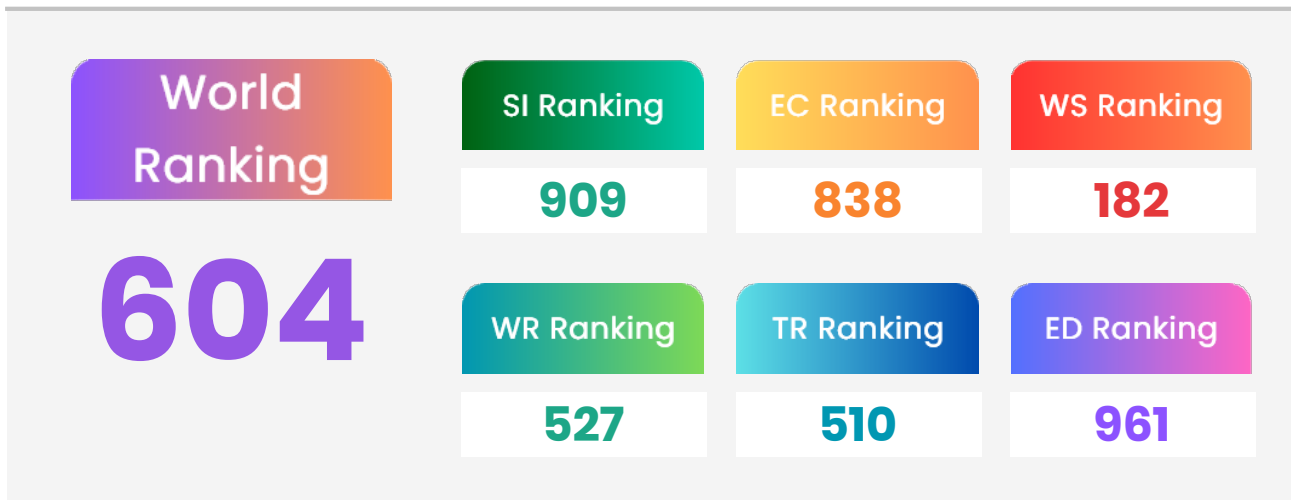 World
Ranking
604
SI Ranking
909
EC Ranking
838
WS Ranking
182
WR Ranking
527
TR Ranking
510
ED Ranking
961